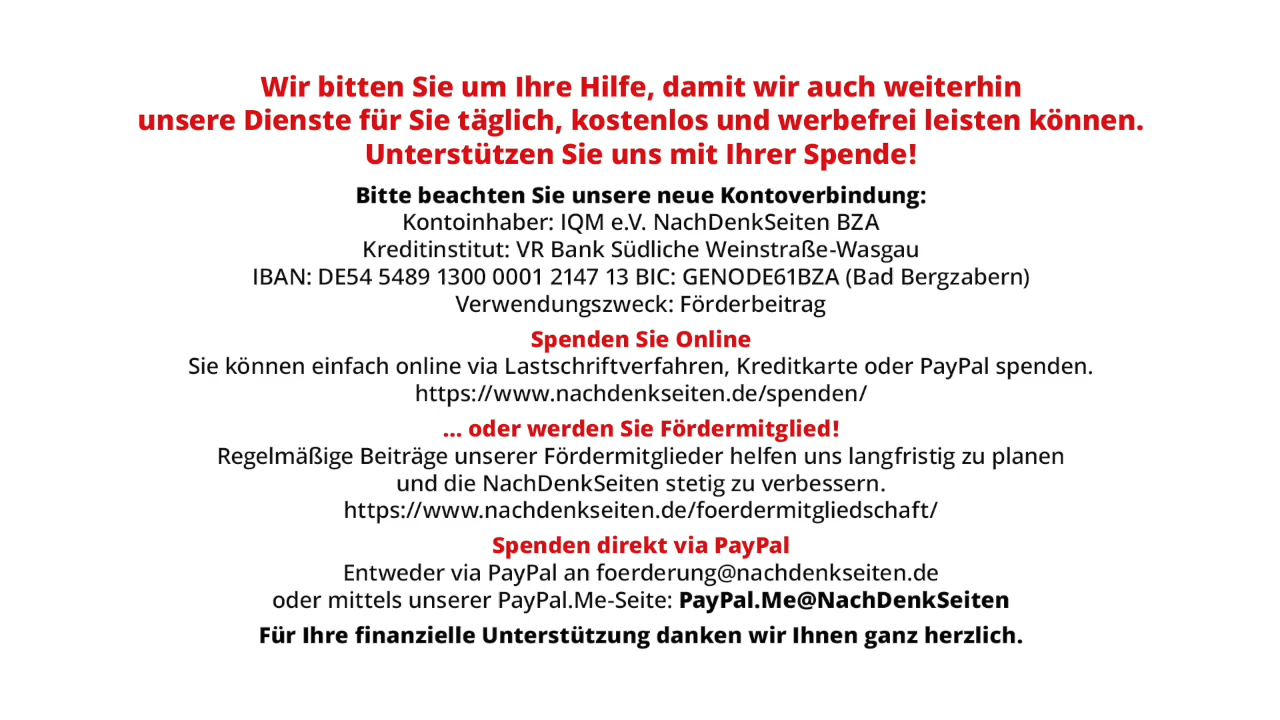 Wir bitten Sie um Ihre Hilfe, damit wir auch weiterhin
unsere Dienste für Sie täglich, kostenlos und werbefrei leisten können.
Unterstützen Sie uns mit Ihrer Spende!
Bitte beachten Sie unsere neue Kontoverbindung:
Kontoinhaber: IQM e.V. NachDenkSeiten BZA
Kreditinstitut: VR Bank Südliche Weinstraße-Wasgau
IBAN: DE54 5489 1300 0001 2147 13 BIC: GENODE61BZA (Bad Bergzabern)
Verwendungszweck: Förderbeitrag
Spenden Sie Online
Sie können einfach online via Lastschriftverfahren, Kreditkarte oder PayPal spenden.
https://www.nachdenkseiten.de/spenden/
... oder werden Sie Fördermitglied!
Regelmäßige Beiträge unserer Fördermitglieder helfen uns langfristig zu planen
und die NachDenkSeiten stetig zu verbessern.
https://www.nachdenkseiten.de/foerdermitgliedschaft/
Spenden direkt via PayPal
Entweder via PayPal an foerderung@nachdenkseiten.de
oder mittels unserer PayPal.Me-Seite: PayPal.Me@NachDenkSeiten
Für Ihre finanzielle Unterstützung danken wir Ihnen ganz herzlich.